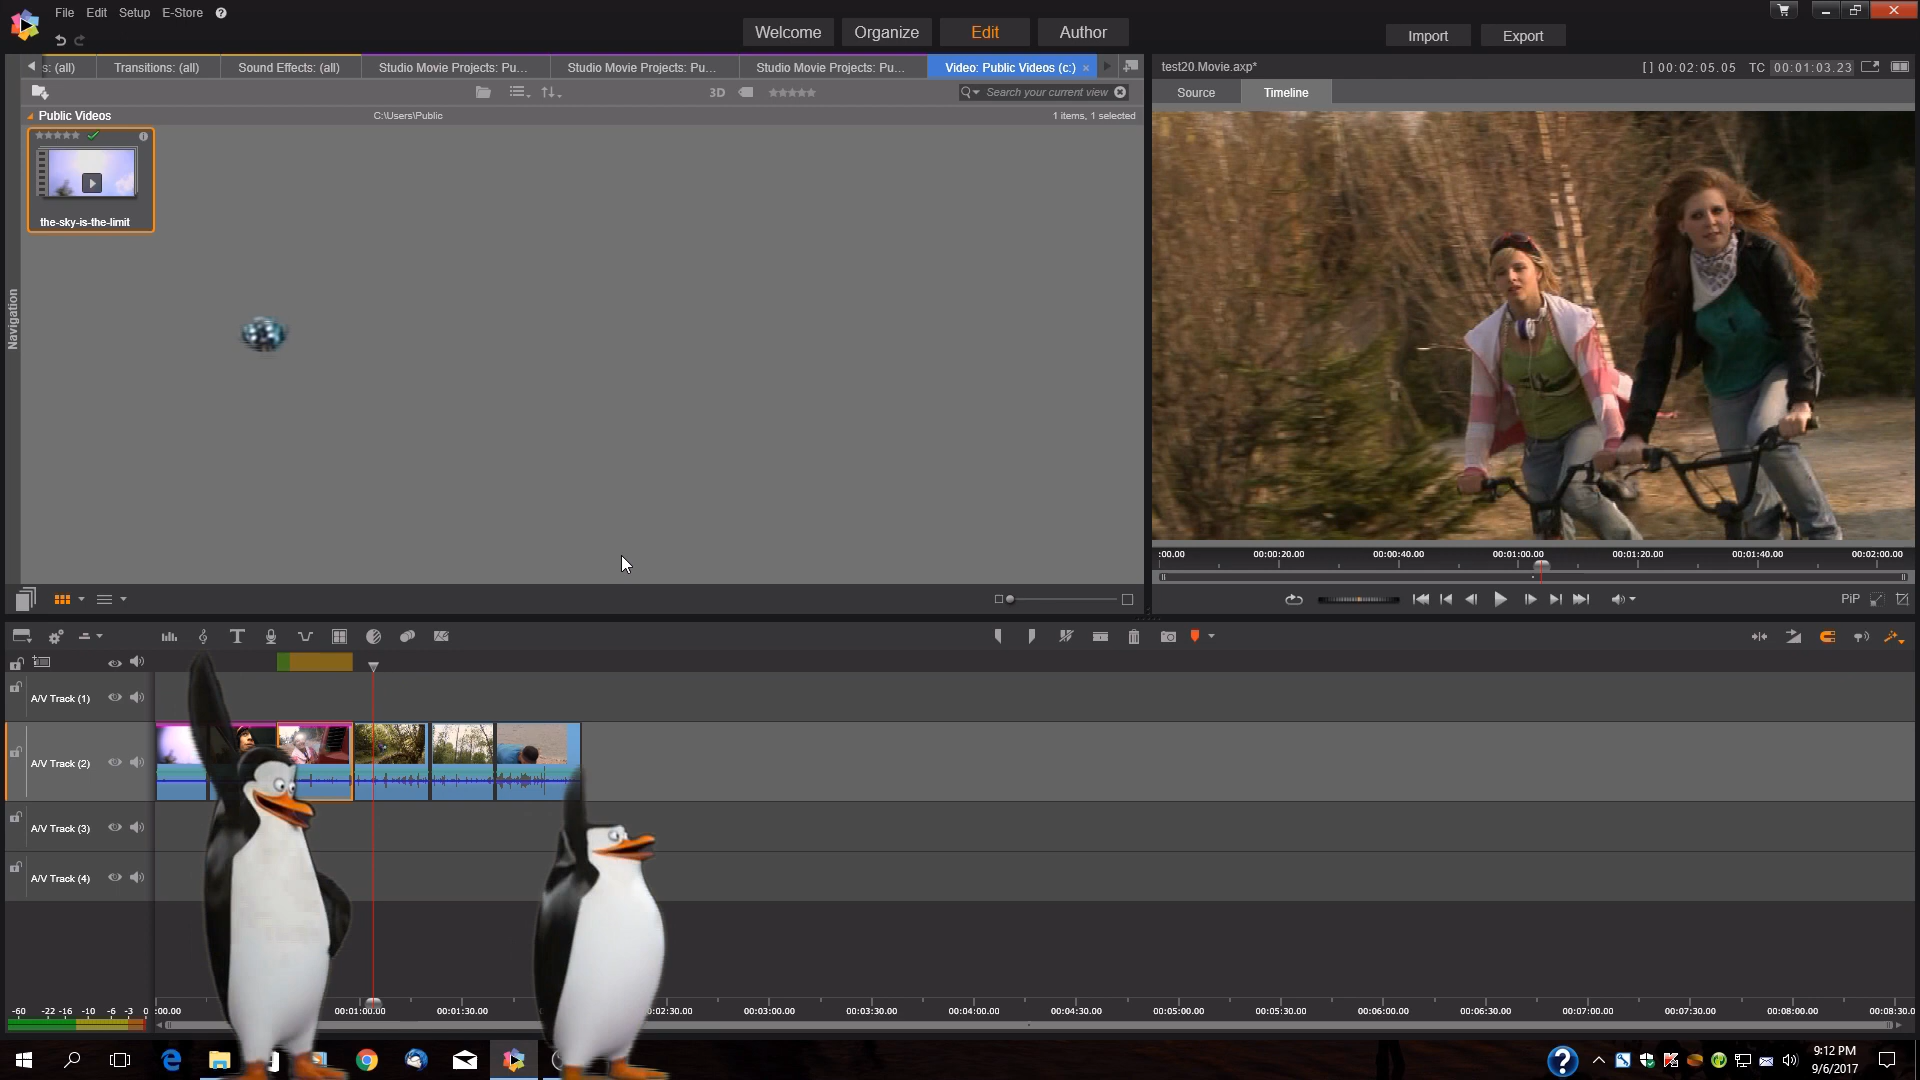 File Edit Setup E-Store
Welcome Organize Edit Author
Import Export
s: (all) Transitions: (all) Sound Effects: (all) Studio Movie Projects: Pu... Studio Movie Projects: Pu... Studio Movie Projects: Pu... Video: Public Videos (c:)
test20.Movie.axp* [ ] 00:02:05.05 TC 00:01:03.23
3D Search your current view
Source Timeline
Public Videos C:\Users\Public 1 items, 1 selected
the-sky-is-the-limit
Navigation
:00.00 00:00:20.00 00:00:40.00 00:01:00.00 00:01:20.00 00:01:40.00 00:02:00.00
PiP
A/V Track (1)
A/V Track (2)
A/V Track (3)
A/V Track (4)
-60 -22 -16 -10 -6 -3 0 :00.00 00:01:00.00 00:01:30.00 :02:30.00 00:03:00.00 00:03:30.00 00:04:00.00 00:04:30.00 00:05:00.00 00:05:30.00 00:06:00.00 00:06:30.00 00:07:00.00 00:07:30.00 00:08:00.00 00:08:30.0
9:12 PM
9/6/2017